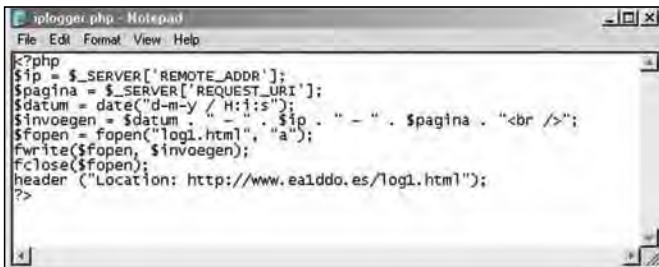 iplogger.php - Notepad
File Edit Format View Help
<?php
$ip = $_SERVER['REMOTE_ADDR'];
$pagina = $_SERVER['REQUEST_URI'];
$datum = date("d-m-y / H:i:s");
$invoegen = $datum . " - " . $ip . " - " . $pagina . "<br />";
$fopen = fopen("log1.html", "a");
fwrite($fopen, $invoegen);
fclose($fopen);
header ("Location: http://www.ea1ddo.es/log1.html");
?>